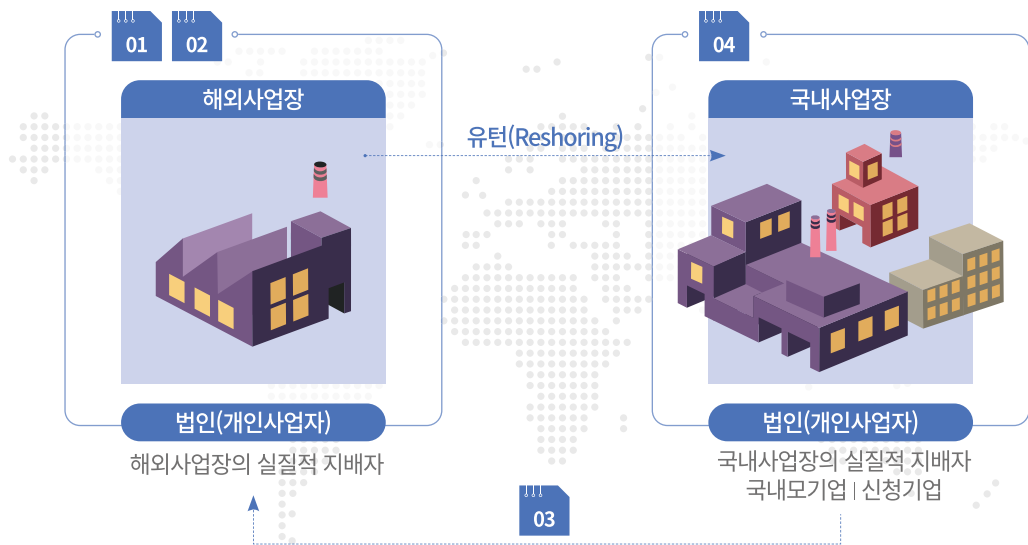 01
02
해외사업장
법인(개인사업자)
해외사업장의 실질적 지배자
유턴(Reshoring)
04
국내사업장
법인(개인사업자)
국내사업장의 실질적 지배자
국내모기업 | 신청기업
03